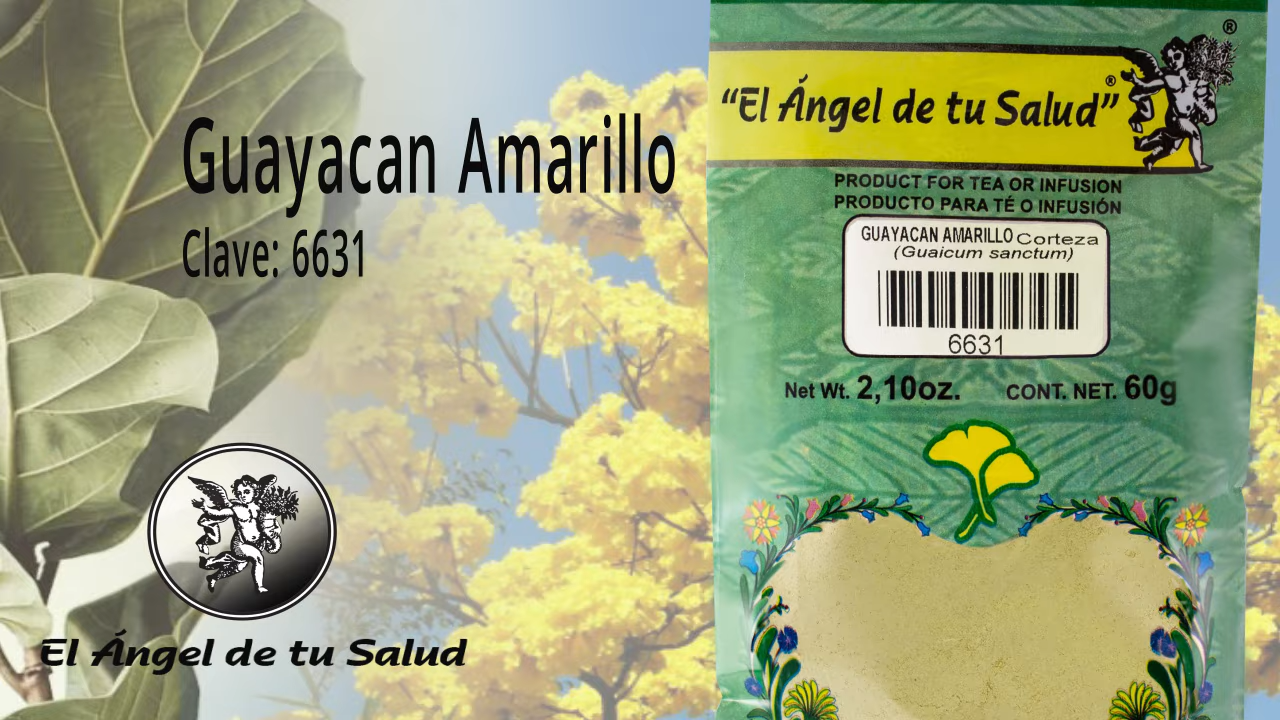 Guayacan Amarillo
Clave: 6631
El Ángel de tu Salud
®
"El Ángel de tu Salud"®
PRODUCT FOR TEA OR INFUSION
PRODUCTO PARA TÉ O INFUSIÓN
GUAYACAN AMARILLO Corteza
(Guaicum sanctum)
6631
Net Wt. 2,10oz. CONT. NET. 60g